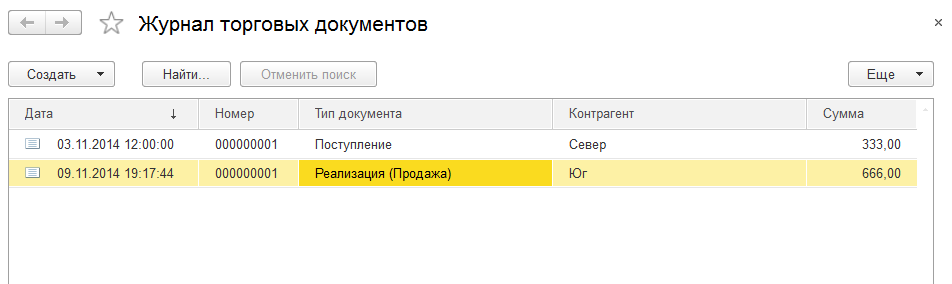 Журнал торговых документов
Создать Найти... Отменить поиск Еще
Дата Номер Тип документа Контрагент Сумма
03.11.2014 12:00:00 000000001 Поступление Север 333,00
09.11.2014 19:17:44 000000001 Реализация (Продажа) Юг 666,00